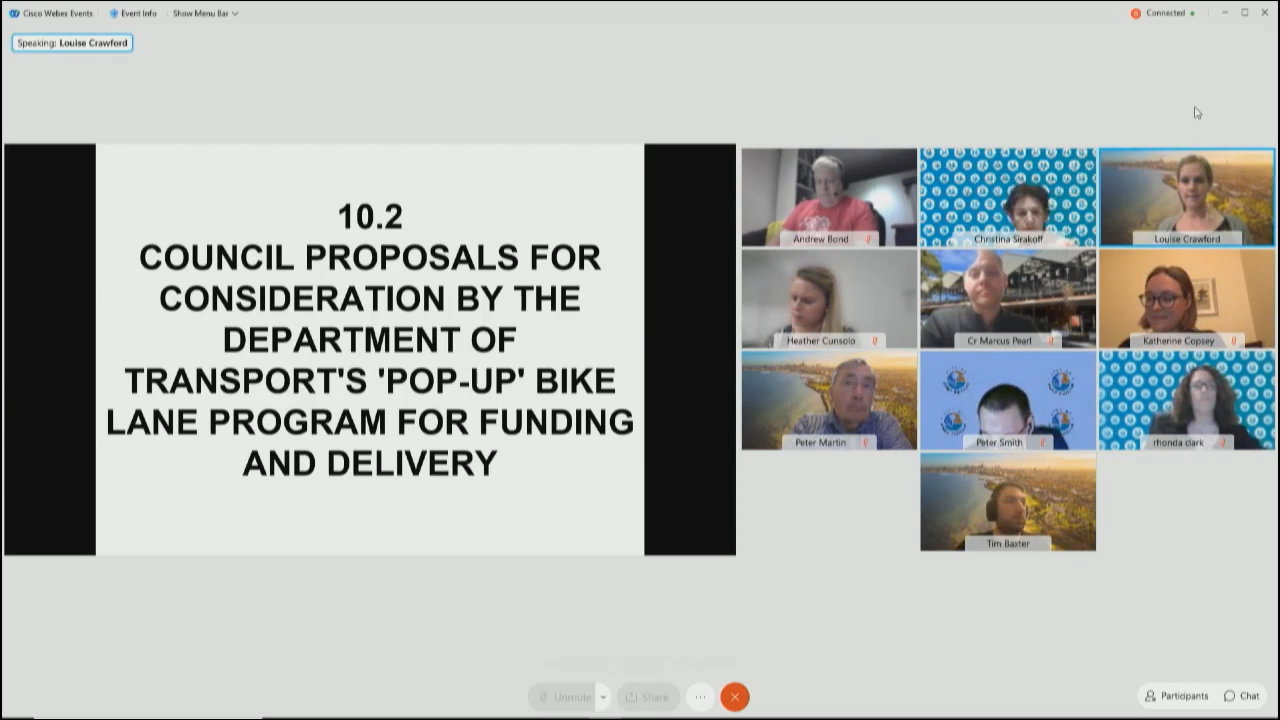 Cisco Webex Events
Event Info
Show Menu Bar
Connected
Speaking: Louise Crawford
10.2
COUNCIL PROPOSALS FOR
CONSIDERATION BY THE
DEPARTMENT OF
TRANSPORT'S 'POP-UP' BIKE
LANE PROGRAM FOR FUNDING
AND DELIVERY
Andrew Bond
Christina Sirakoff
Louise Crawford
Heather Cunsolo
Cr Marcus Pearl
Katherine Copsey
Peter Martin
Peter Smith
rhonda clark
Tim Baxter
Unmute
Share
Participants
Chat